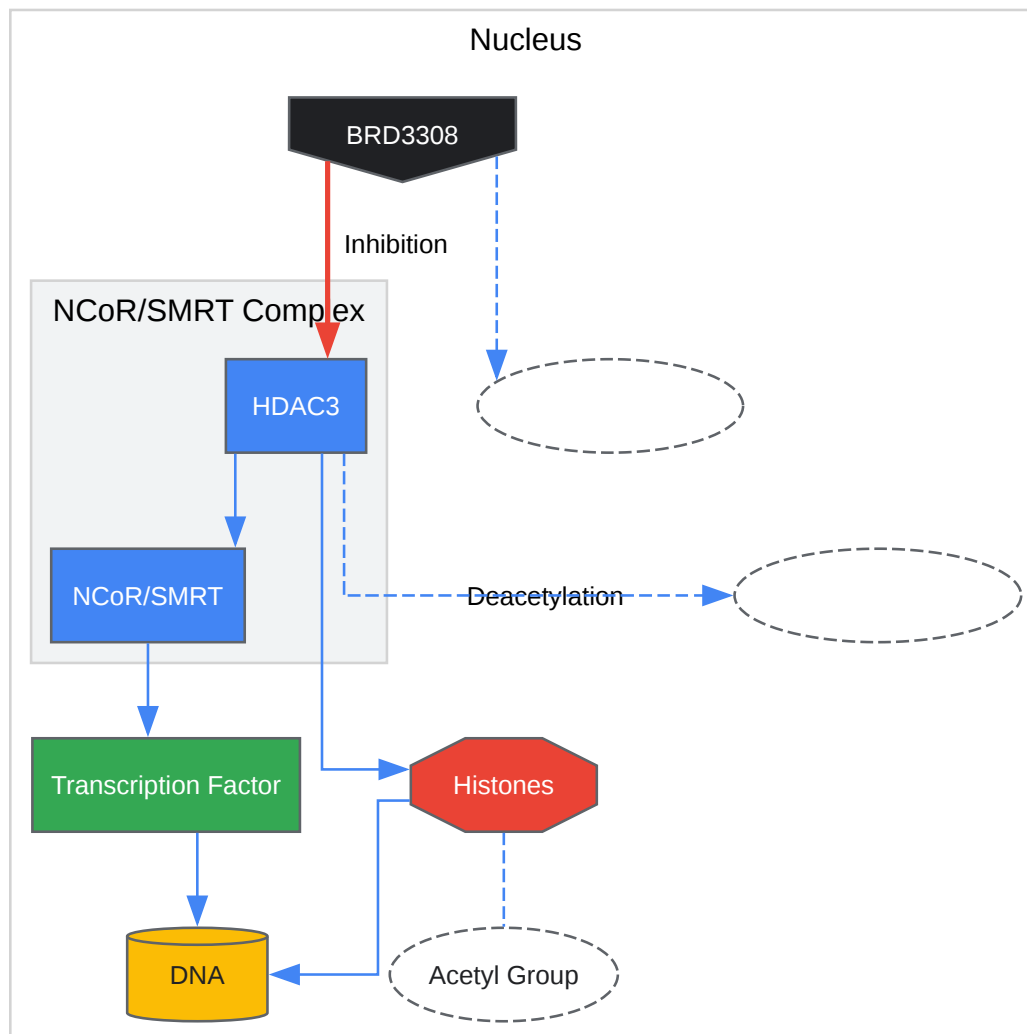 Nucleus
BRD3308
Inhibition
NCoR/SMRT Complex
HDAC3
NCoR/SMRT
Deacetylation
Transcription Factor
Histones
DNA
Acetyl Group